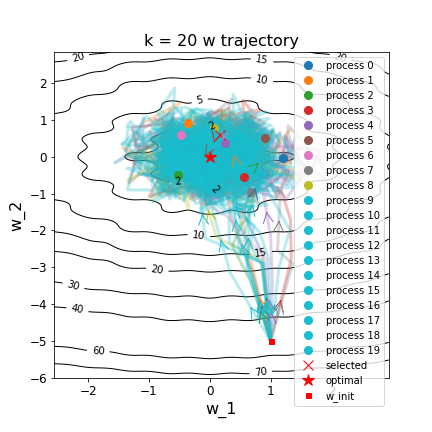 k = 20 w trajectory
20
15
10
5
2
2
2
10
15
20
30
40
60
70
2
1
0
−1
−2
−3
−4
−5
−6
w_2
−2 −1 0 1
w_1
process 0
process 1
process 2
process 3
process 4
process 5
process 6
process 7
process 8
process 9
process 10
process 11
process 12
process 13
process 14
process 15
process 16
process 17
process 18
process 19
selected
optimal
w_init